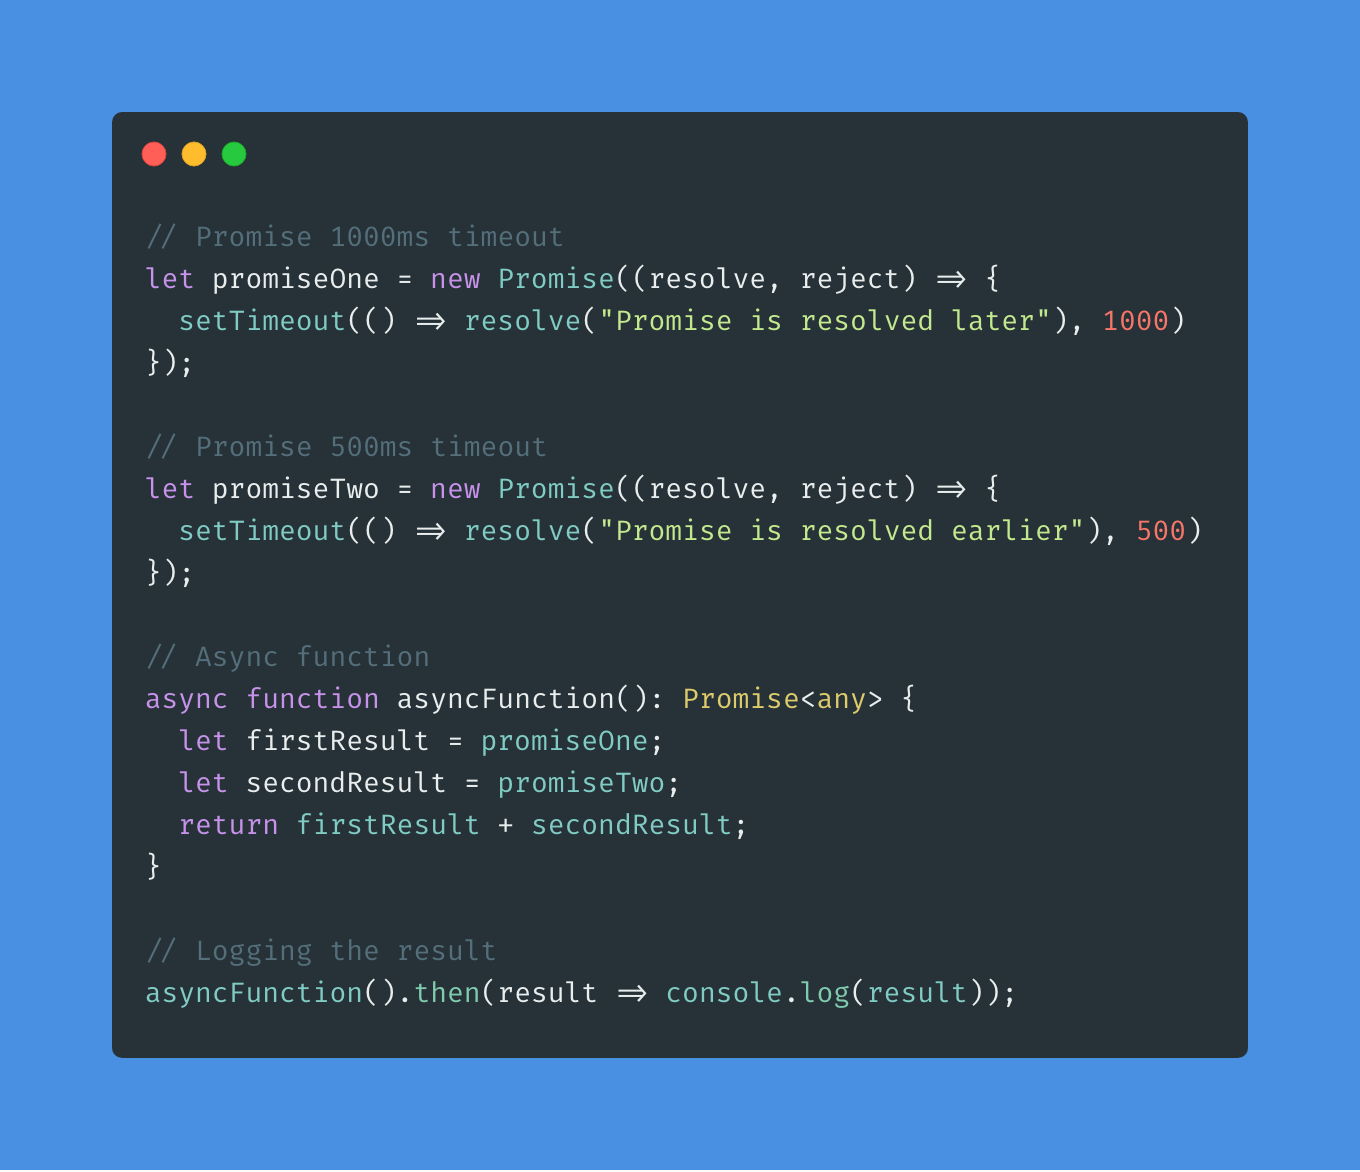 // Promise 1000ms timeout
let promiseOne = new Promise((resolve, reject) => {
  setTimeout(() => resolve("Promise is resolved later"), 1000)
});

// Promise 500ms timeout
let promiseTwo = new Promise((resolve, reject) => {
  setTimeout(() => resolve("Promise is resolved earlier"), 500)
});

// Async function
async function asyncFunction(): Promise<any> {
  let firstResult = promiseOne;
  let secondResult = promiseTwo;
  return firstResult + secondResult;
}

// Logging the result
asyncFunction().then(result => console.log(result));